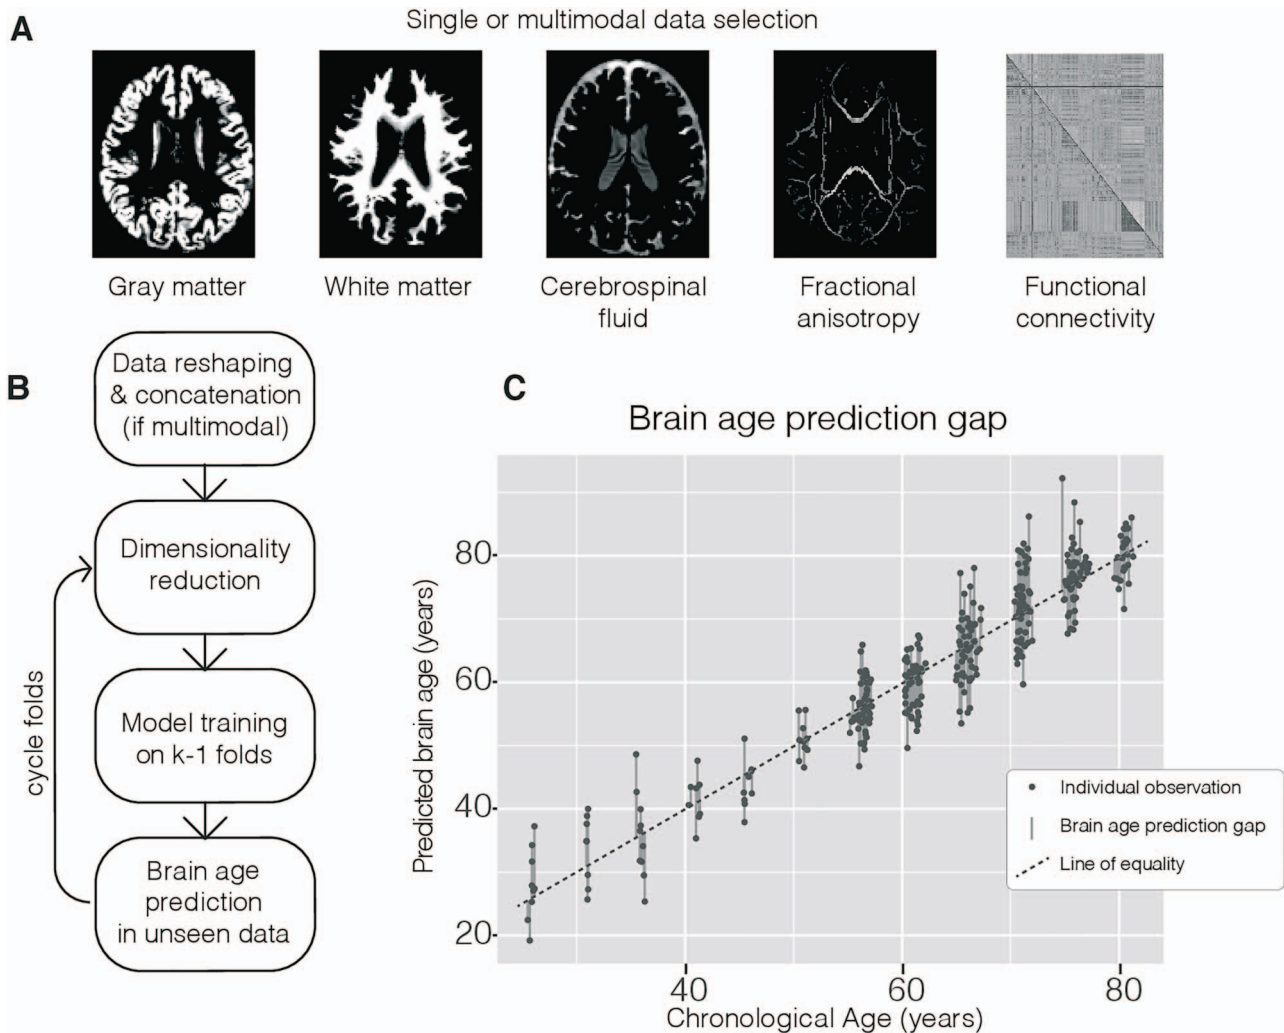 A
Single or multimodal data selection
Gray matter
White matter
Cerebrospinal
fluid
Fractional
anisotropy
Functional
connectivity
B
Data reshaping
& concatenation
(if multimodal)
Dimensionality
reduction
Model training
on k-1 folds
Brain age
prediction
in unseen data
cycle folds
C
Brain age prediction gap
Predicted brain age (years)
80
60
40
20
40
60
80
Chronological Age (years)
Individual observation
Brain age prediction gap
Line of equality